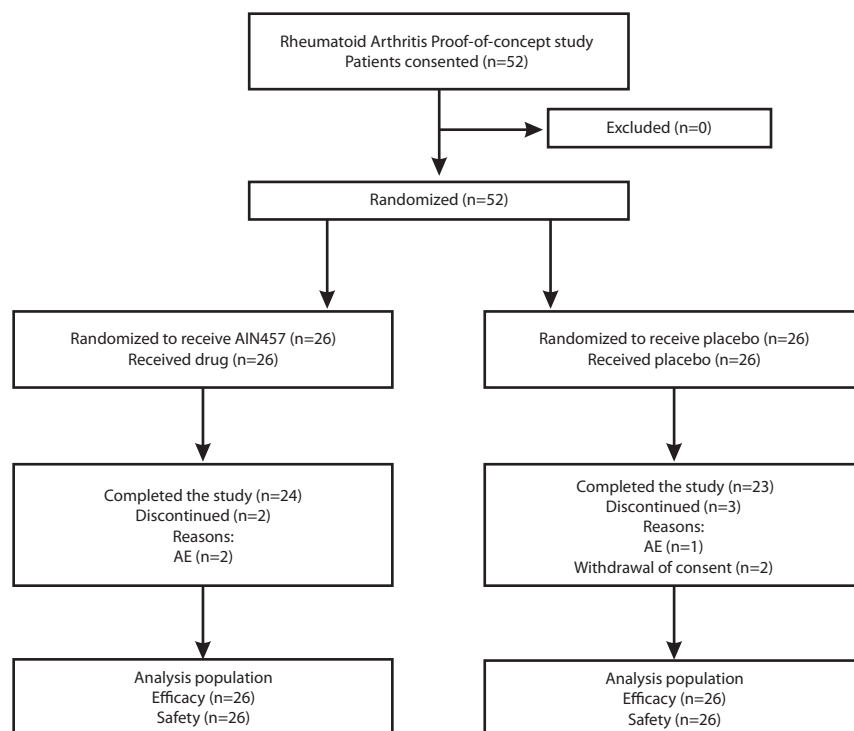 Rheumatoid Arthritis Proof-of-concept study
Patients consented (n=52)
Excluded (n=0)
Randomized (n=52)
Randomized to receive AIN457 (n=26)
Received drug (n=26)
Randomized to receive placebo (n=26)
Received placebo (n=26)
Completed the study (n=24)
Discontinued (n=2)
Reasons:
AE (n=2)
Completed the study (n=23)
Discontinued (n=3)
Reasons:
AE (n=1)
Withdrawal of consent (n=2)
Analysis population
Efficacy (n=26)
Safety (n=26)
Analysis population
Efficacy (n=26)
Safety (n=26)